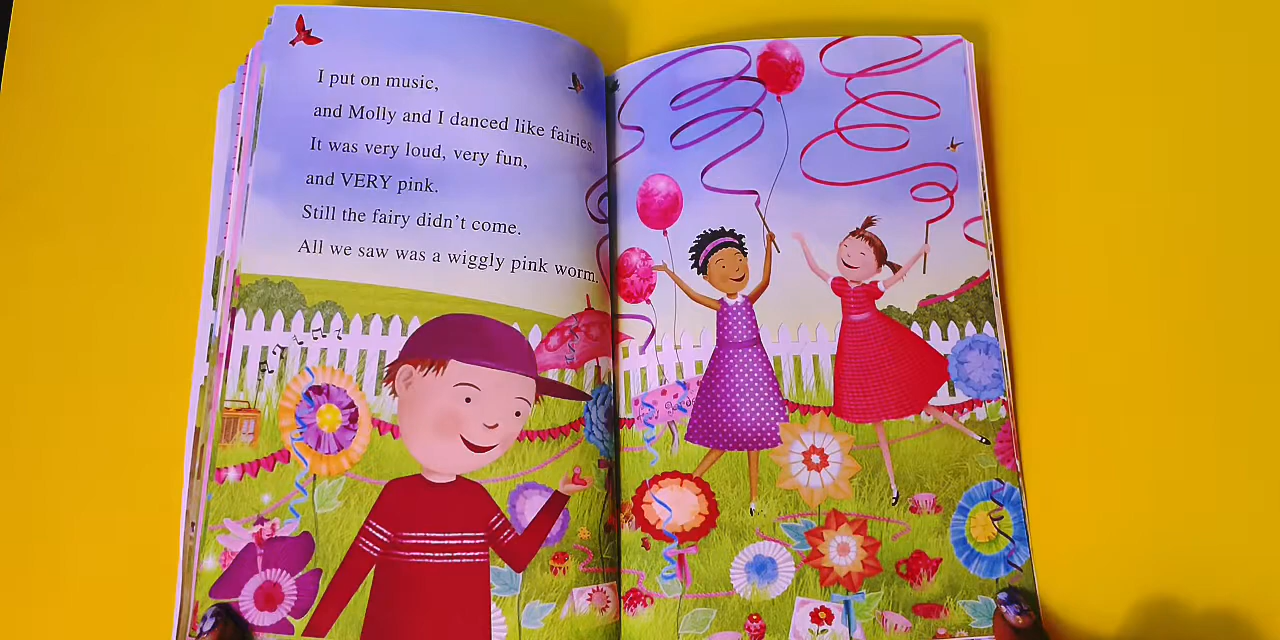 I put on music,
and Molly and I danced like fairies.
It was very loud, very fun,
and VERY pink.
Still the fairy didn't come.
All we saw was a wiggly pink worm.